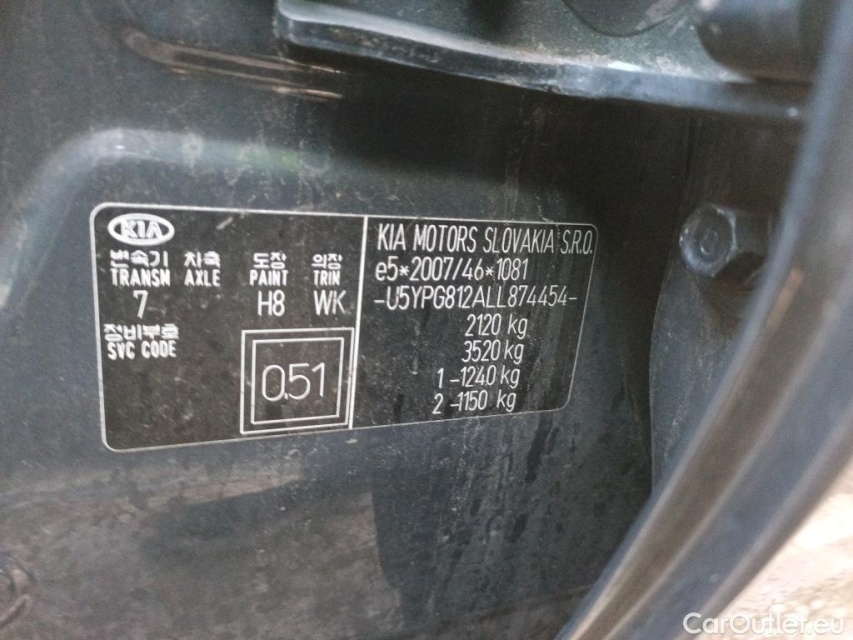 KIA
변속기 차축 도장 의장
TRANSM AXLE PAINT TRIM
7 H8 WK
정비부호
SVC CODE
0.51
KIA MOTORS SLOVAKIA S.R.O.
e5*2007/46*1081
-U5YPG812ALL874454-
2120 kg
3520 kg
1 -1240 kg
2 -1150 kg
CarOutlet.eu